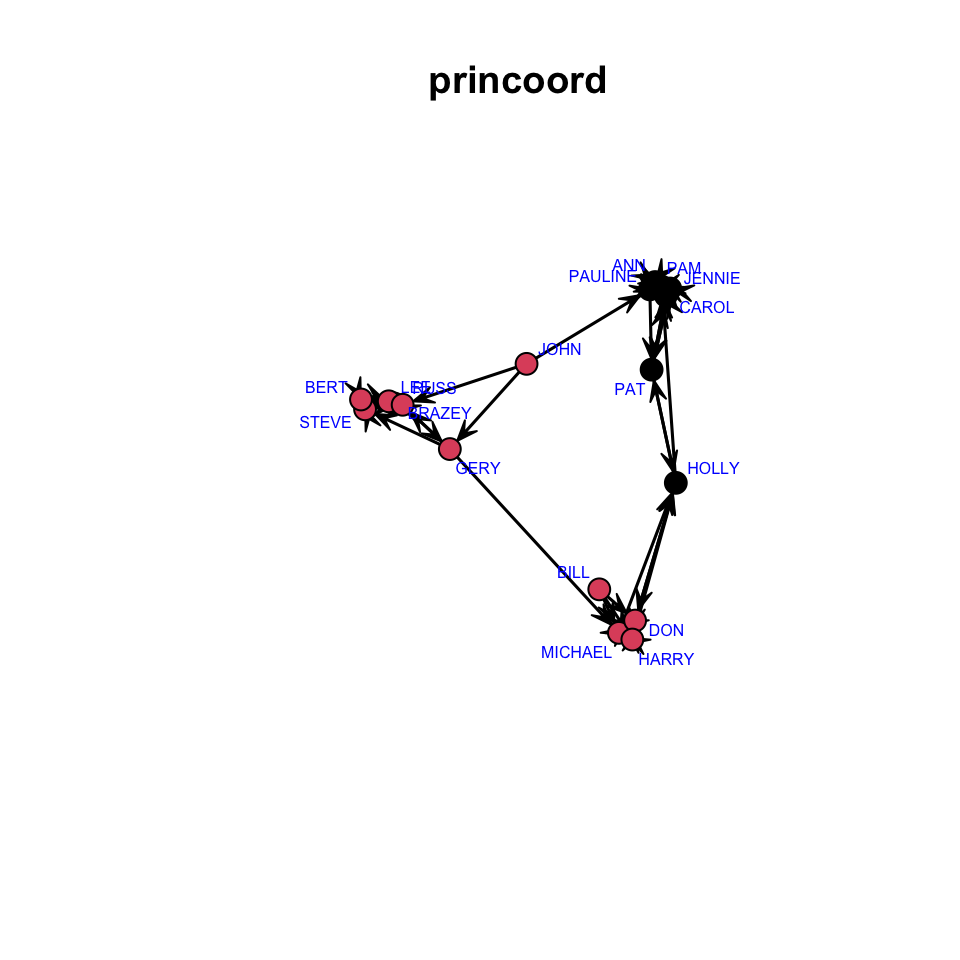 princoord
ANN
PAM
PAULINE
JENNIE
CAROL
JOHN
PAT
BERT
LEE
RUSS
BRAZEY
STEVE
GERY
HOLLY
BILL
DON
MICHAEL
HARRY